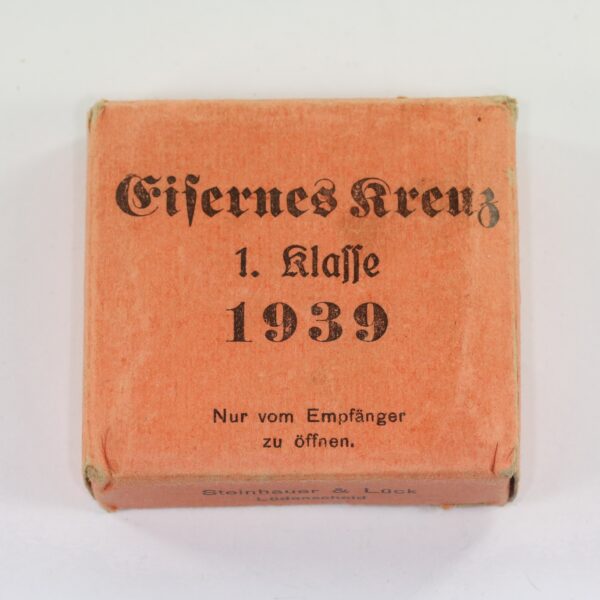 Eisernes Kreuz
1. Klasse
1939
Nur vom Empfänger
zu öffnen.
Steinhauer & Lück
Lüdenscheid